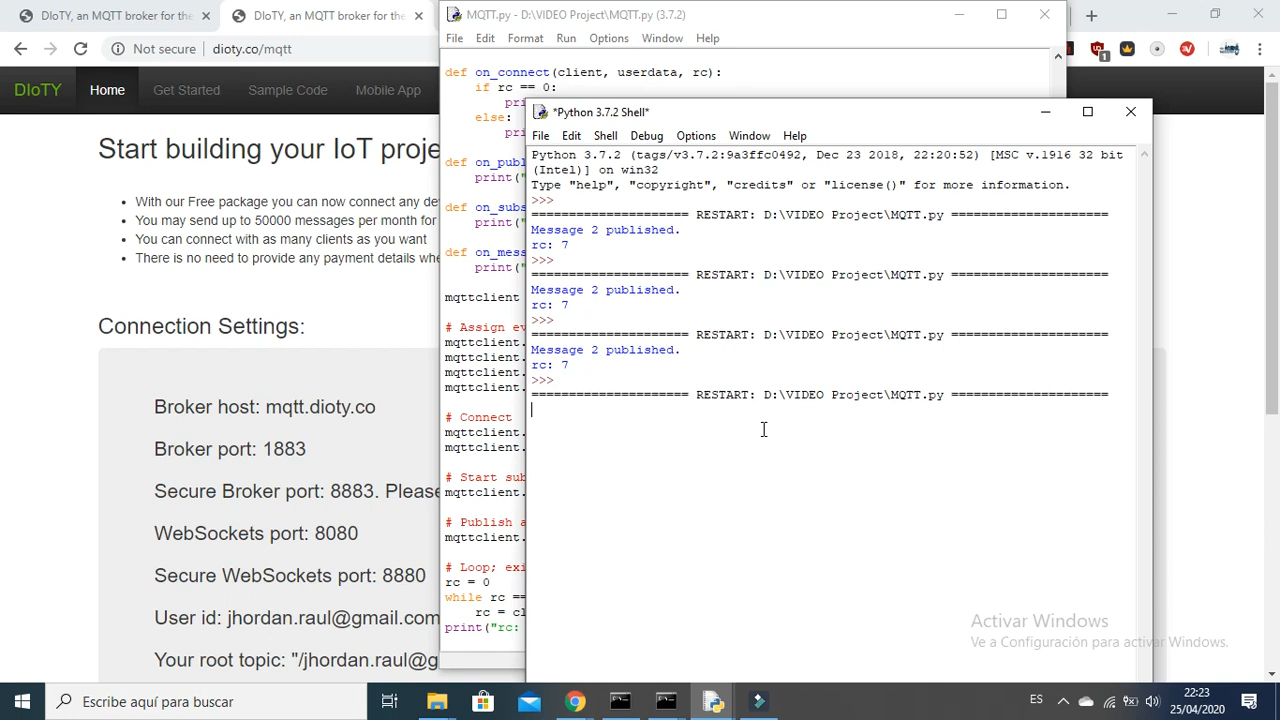 DIoTY, an MQTT broker for the in
DIoTY, an MQTT broker for the
Not secure
dioty.co/mqtt
1
DIoTY
Home
Get Started
Sample Code
Mobile App
Start building your IoT proje
With our Free package you can now connect any de
You may send up to 50000 messages per month for
You can connect with as many clients as you want
There is no need to provide any payment details whe
Connection Settings:
Broker host: mqtt.dioty.co
Broker port: 1883
Secure Broker port: 8883. Please
WebSockets port: 8080
Secure WebSockets port: 8880
User id: jhordan.raul@gmail.com
Your root topic: "/jhordan.raul@g
MQTT.py - D:\VIDEO Project\MQTT.py (3.7.2)
File Edit Format Run Options Window Help
def on_connect(client, userdata, rc):
if rc == 0:
pri
else:
pri
def on_publ
print("
def on_subs
print("
def on_mess
print("
mqttclient
# Assign ev
mqttclient.
mqttclient.
mqttclient.
mqttclient.
# Connect
mqttclient.
mqttclient.
# Start sub
mqttclient.
# Publish a
mqttclient.
# Loop; exi
rc = 0
while rc ==
rc = cl
print("rc:
*Python 3.7.2 Shell*
File Edit Shell Debug Options Window Help
Python 3.7.2 (tags/v3.7.2:9a3ffc0492, Dec 23 2018, 22:20:52) [MSC v.1916 32 bit
(Intel)] on win32
Type "help", "copyright", "credits" or "license()" for more information.
>>>
===================== RESTART: D:\VIDEO Project\MQTT.py =====================
Message 2 published.
rc: 7
>>>
===================== RESTART: D:\VIDEO Project\MQTT.py =====================
Message 2 published.
rc: 7
>>>
===================== RESTART: D:\VIDEO Project\MQTT.py =====================
Message 2 published.
rc: 7
>>>
===================== RESTART: D:\VIDEO Project\MQTT.py =====================
Activar Windows
Ve a Configuración para activar Windows.
Escribe aquí para buscar
ES
22:23
25/04/2020